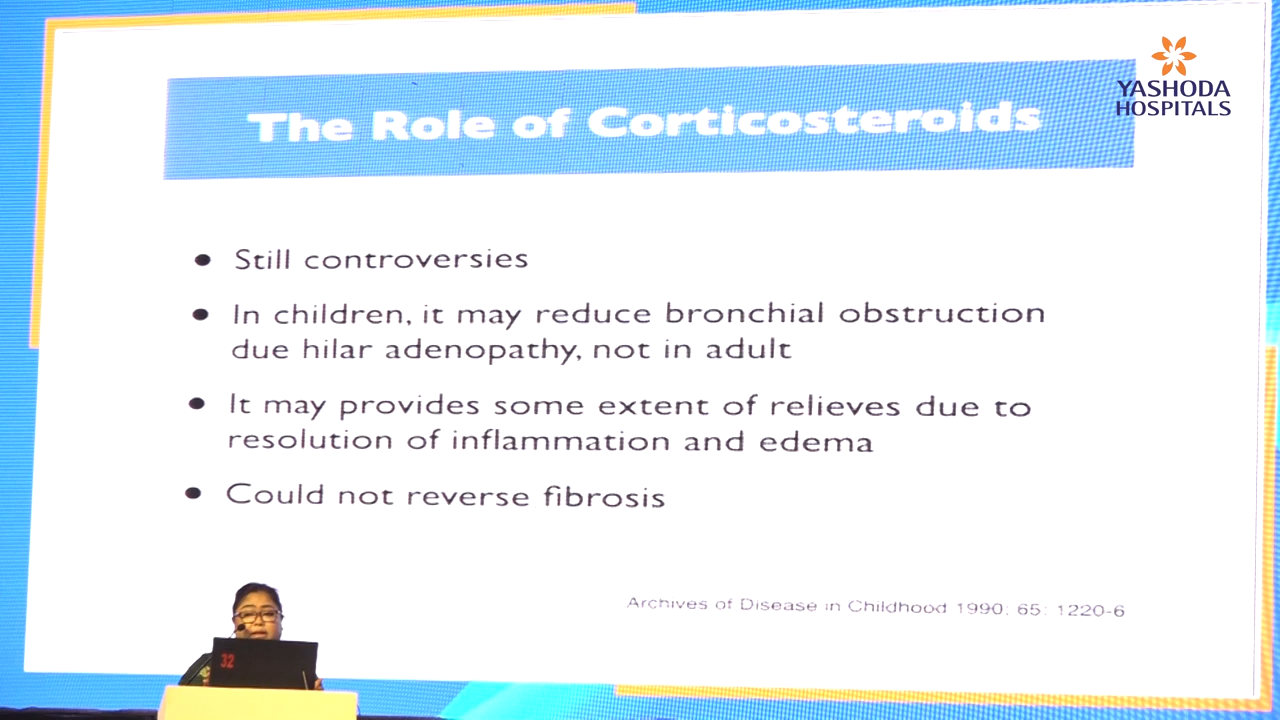 YASHODA
HOSPITALS
The Role of Corticosteroids
• Still controversies
• In children, it may reduce bronchial obstruction
due hilar adenopathy, not in adult
• It may provides some extent of relieves due to
resolution of inflammation and edema
• Could not reverse fibrosis
Archives of Disease in Childhood 1990; 65: 1220-6
32